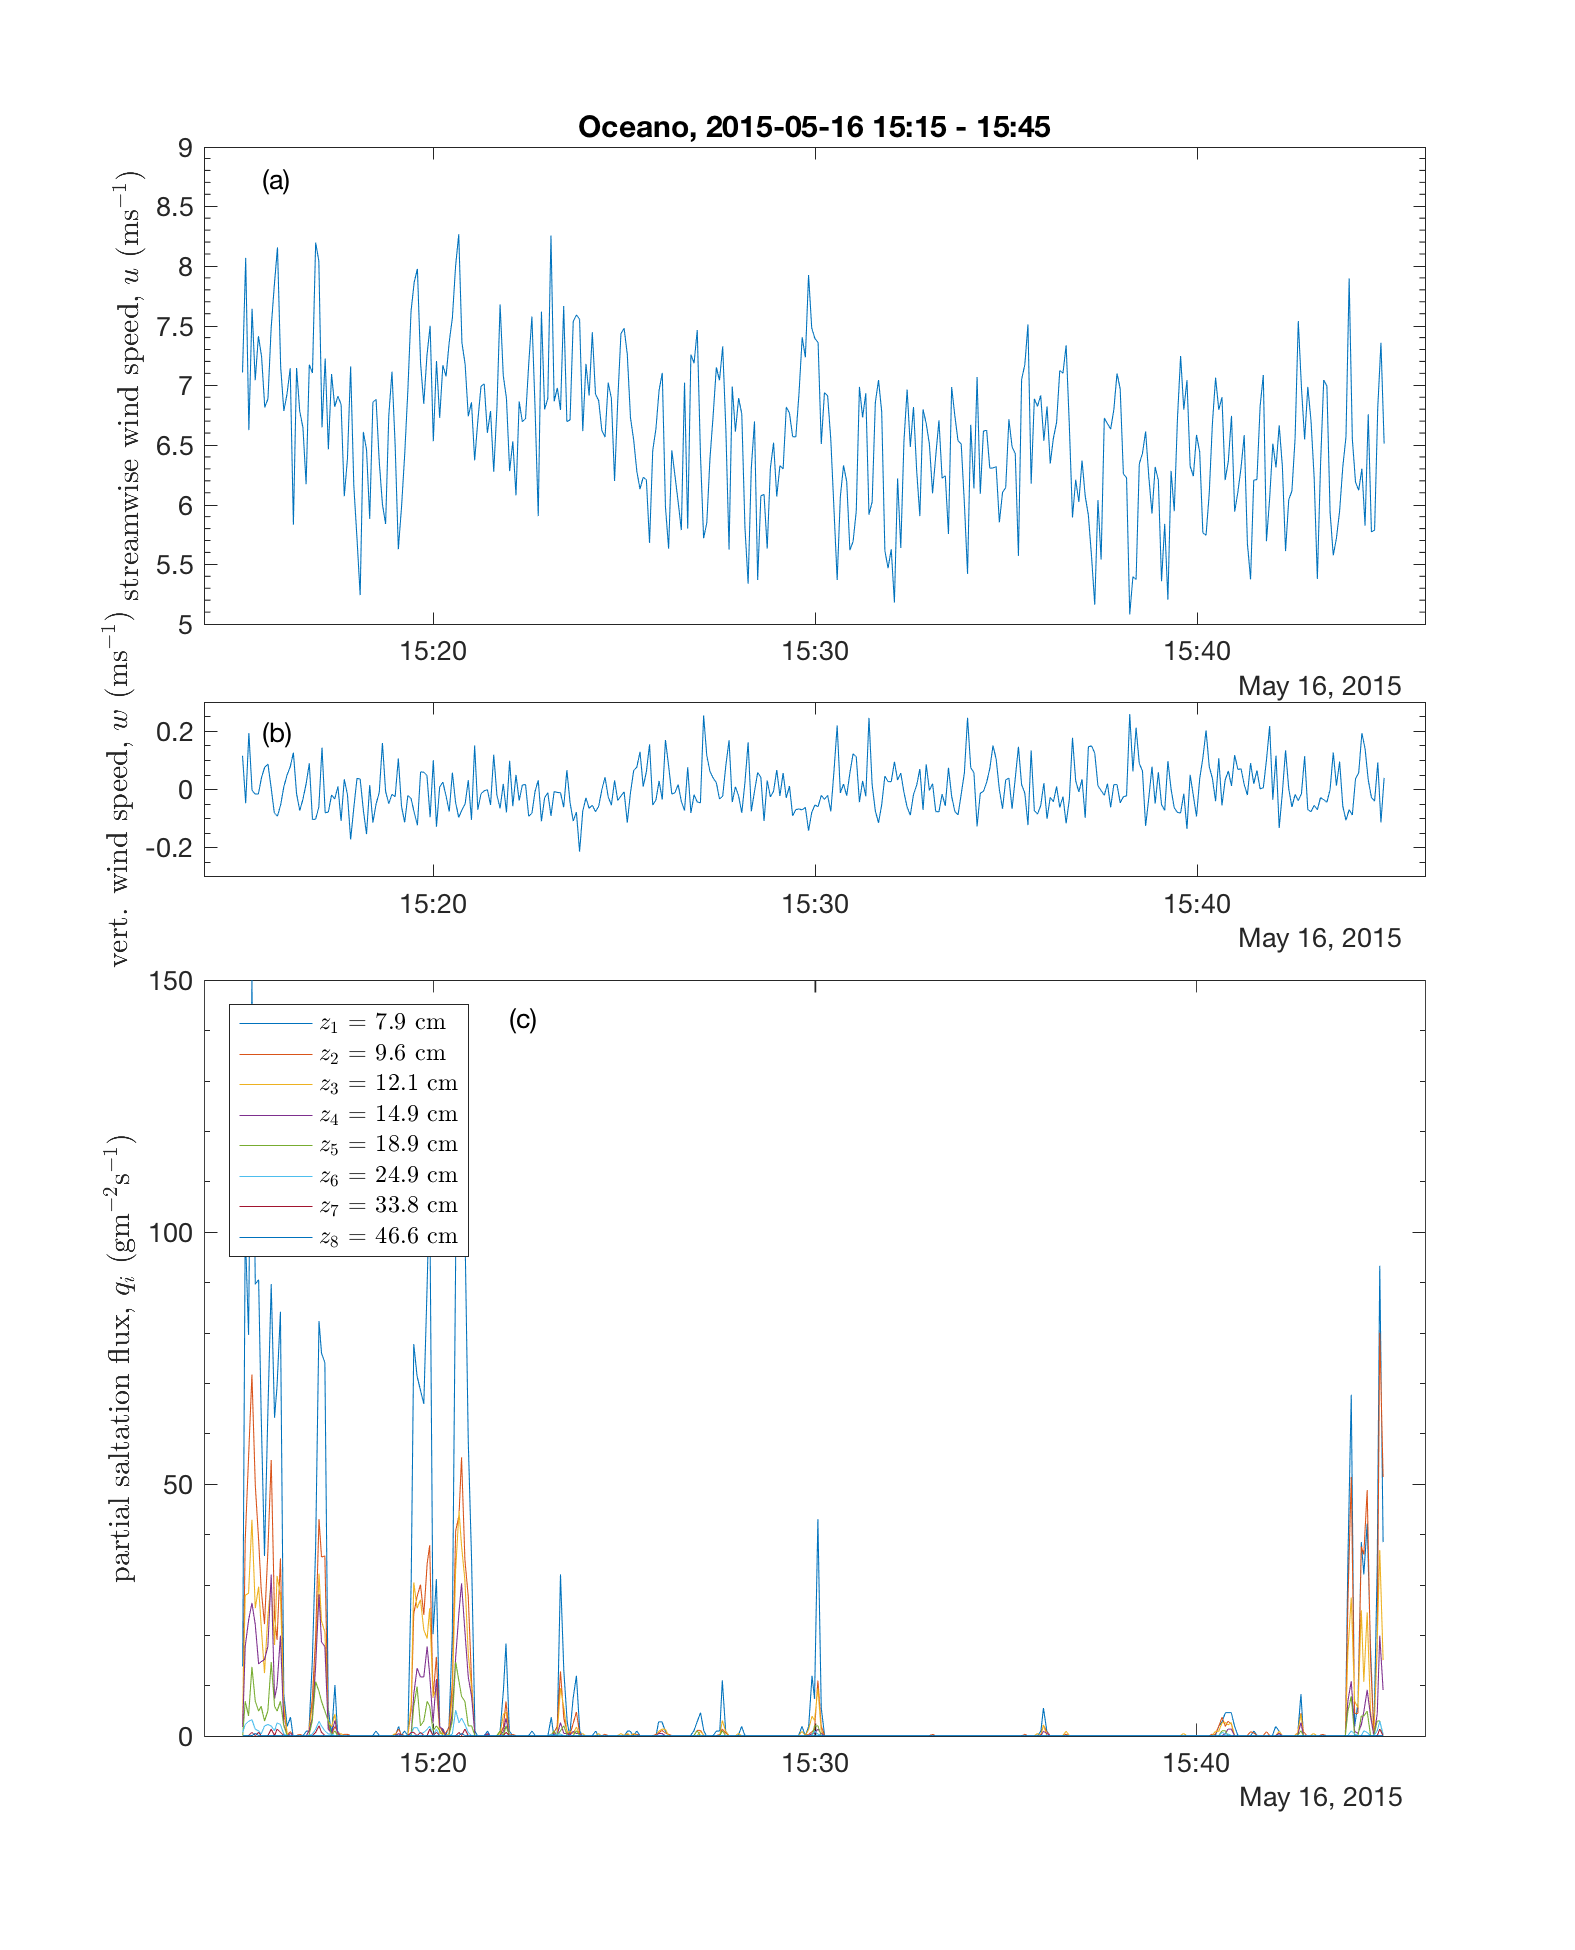 Oceano, 2015-05-16 15:15 - 15:45
(a)
streamwise wind speed, u (ms⁻¹)
9
8.5
8
7.5
7
6.5
6
5.5
5
15:20 15:30 15:40
May 16, 2015
(b)
vert. wind speed, w (ms⁻¹)
0.2
0
-0.2
15:20 15:30 15:40
May 16, 2015
(c)
partial saltation flux, qᵢ (gm⁻²s⁻¹)
150
100
50
0
z₁ = 7.9 cm
z₂ = 9.6 cm
z₃ = 12.1 cm
z₄ = 14.9 cm
z₅ = 18.9 cm
z₆ = 24.9 cm
z₇ = 33.8 cm
z₈ = 46.6 cm
15:20 15:30 15:40
May 16, 2015